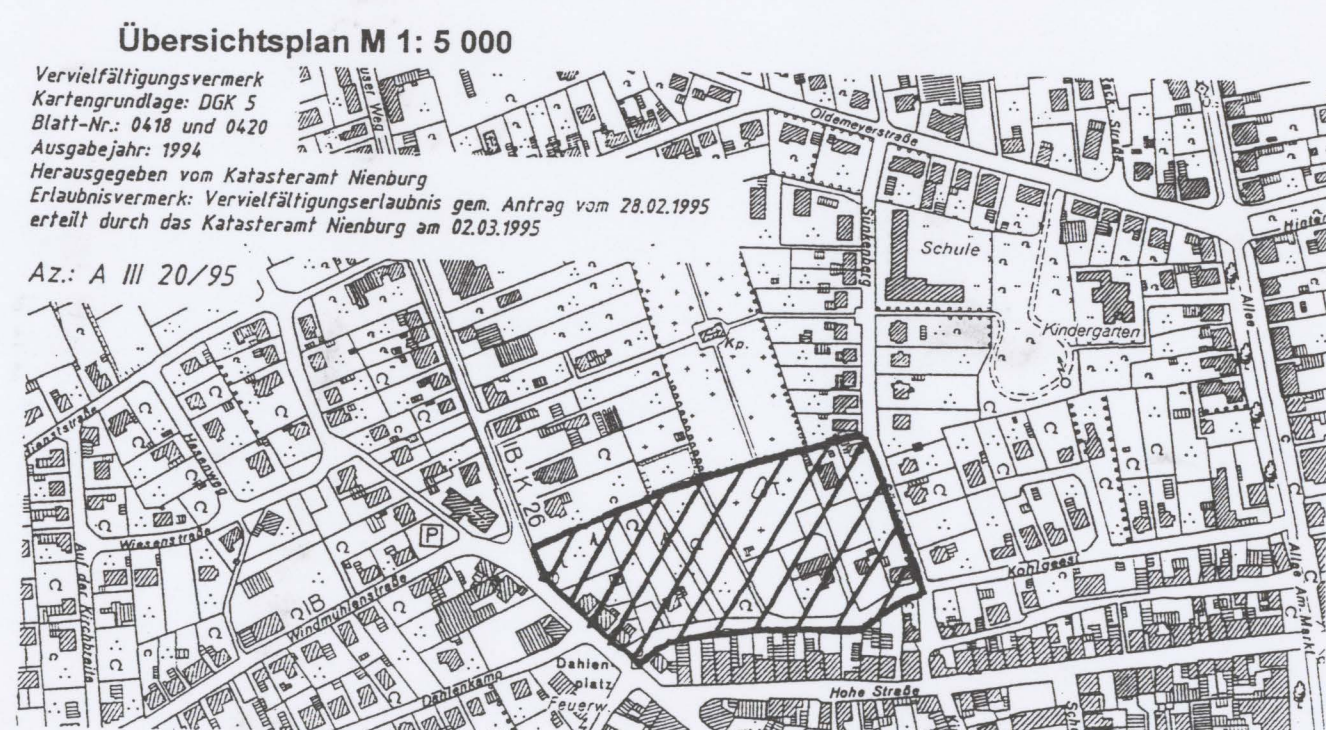 Übersichtsplan M 1: 5 000
Vervielfältigungsvermerk
Kartengrundlage: DGK 5
Blatt-Nr.: 0418 und 0420
Ausgabejahr: 1994
Herausgegeben vom Katasteramt Nienburg
Erlaubnisvermerk: Vervielfältigungserlaubnis gem. Antrag vom 28.02.1995
erteilt durch das Katasteramt Nienburg am 02.03.1995
Az.: A III 20/95
Oldemeyerstraße
Schule
Kindergarten
Kp.
Allee
K 26
P
Hasenweg
Wiesenstraße
Windmühlenstraße
Auf der Kirchbreite
Dahlenkamp
Dahlen-
platz
Feuerw.
Hohe Straße
Kohlgeest
Am Markt